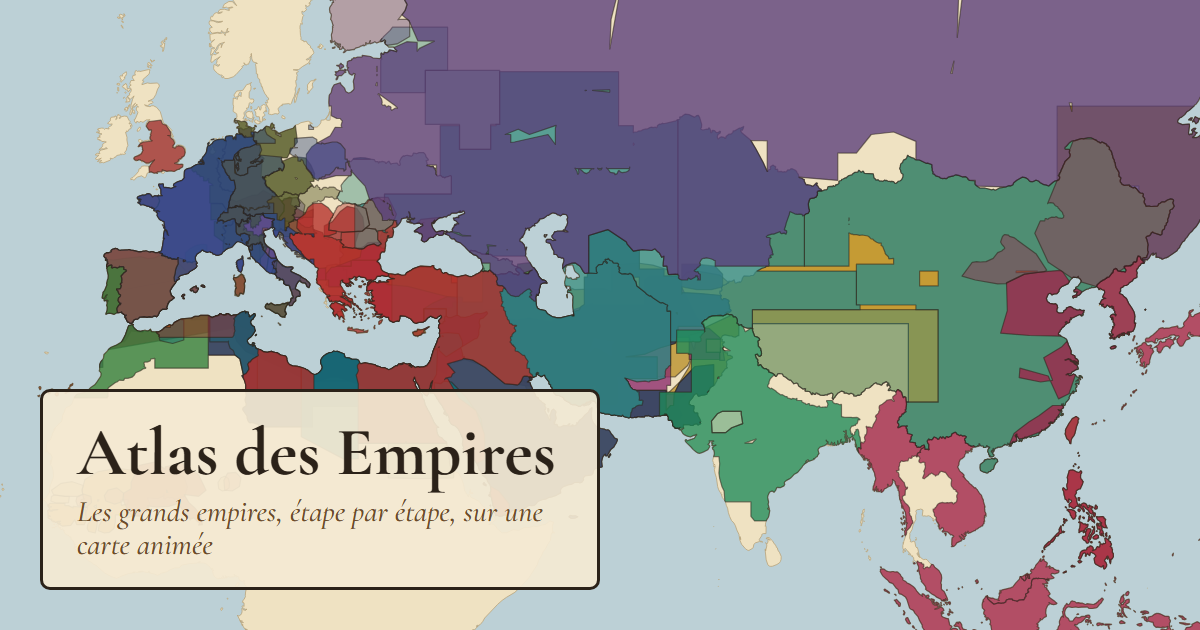 Atlas des Empires
Les grands empires, étape par étape, sur une
carte animée